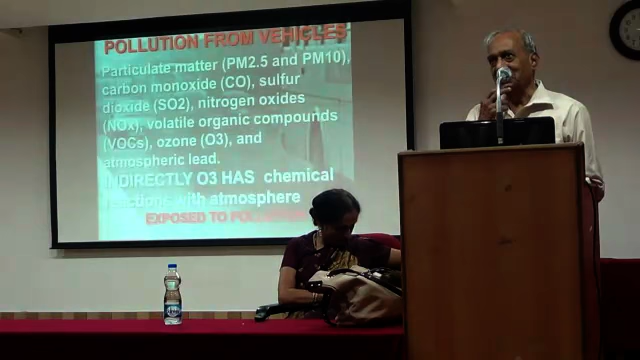 POLLUTION FROM VEHICLES
Particulate matter (PM2.5 and PM10),
carbon monoxide (CO), sulfur
dioxide (SO2), nitrogen oxides
(NOx), volatile organic compounds
(VOCs), ozone (O3), and
atmospheric lead.
INDIRECTLY O3 HAS chemical
reactions with atmosphere
EXPOSED TO